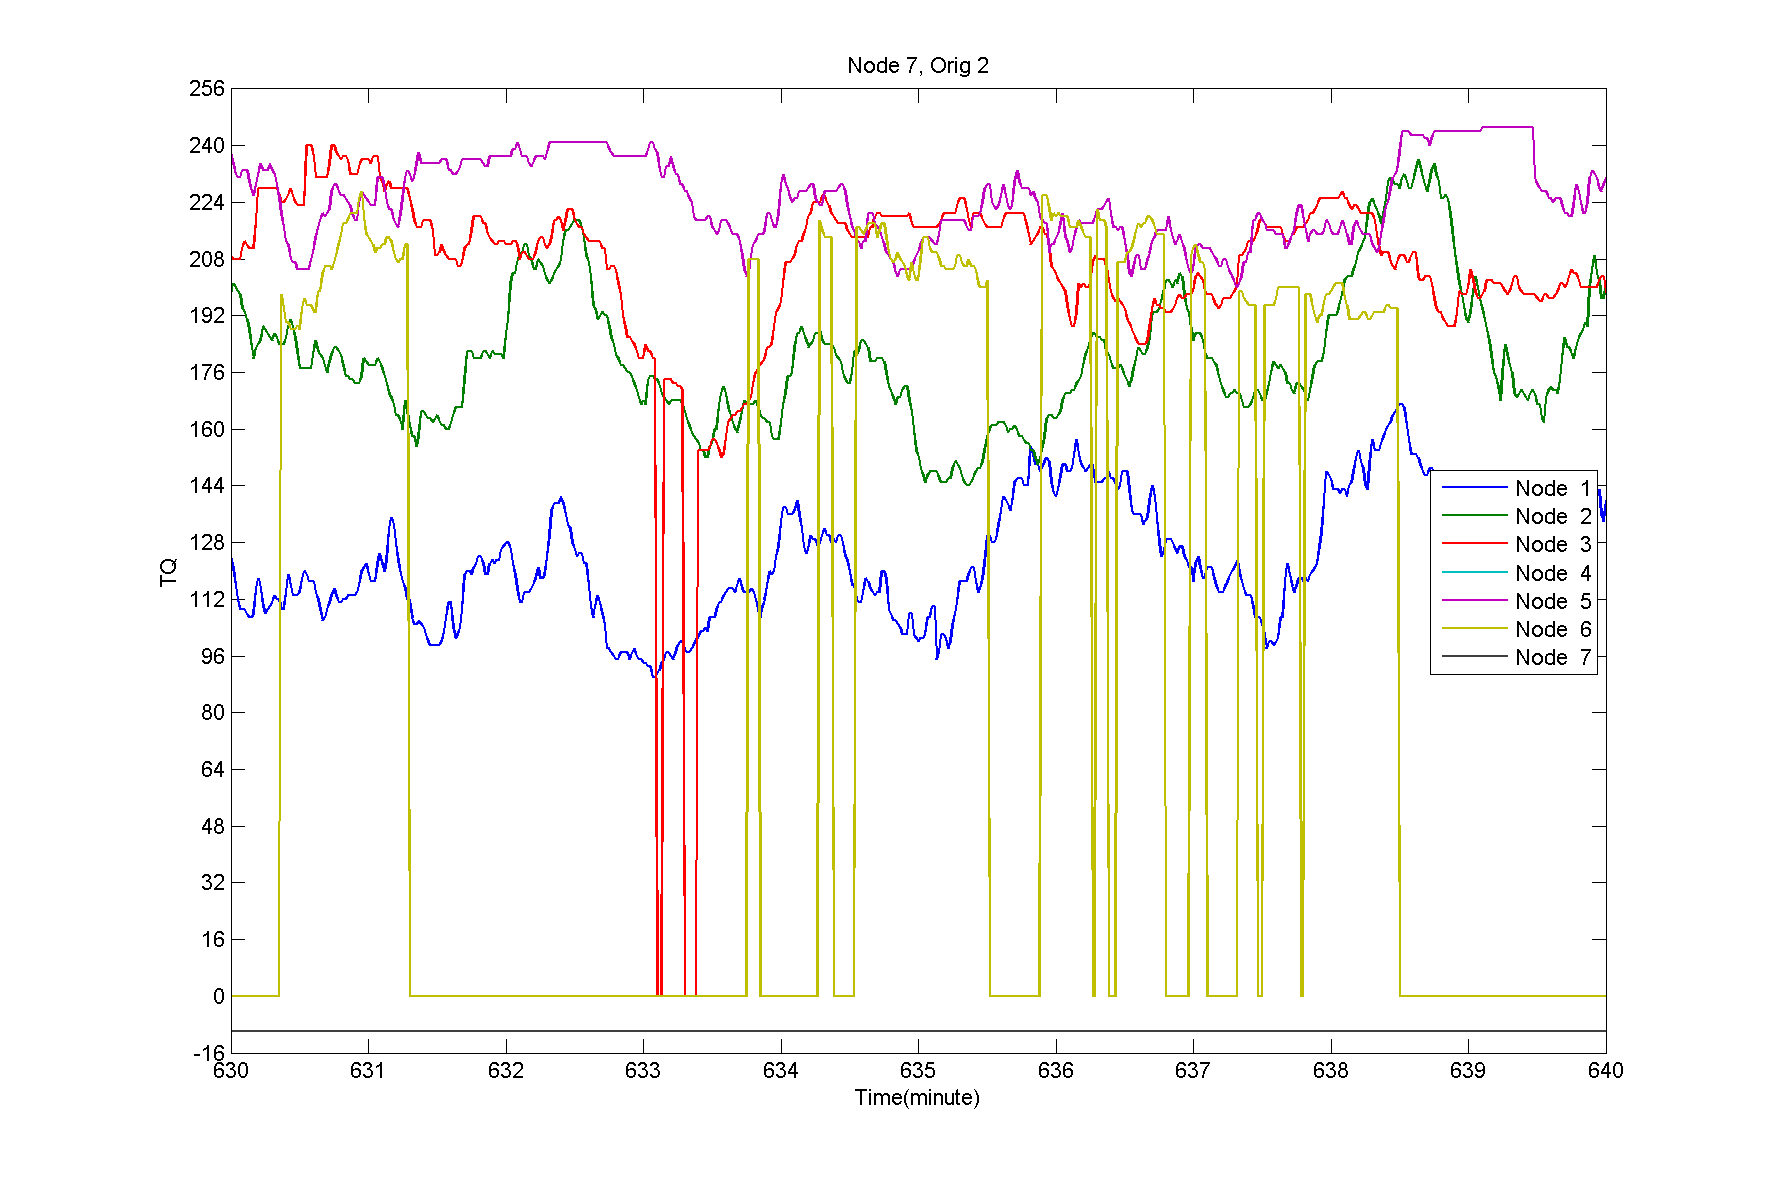 Node 7, Orig 2
256
240
224
208
192
176
160
144
128
112
96
80
64
48
32
16
0
-16
TQ
Node 1
Node 2
Node 3
Node 4
Node 5
Node 6
Node 7
630 631 632 633 634 635 636 637 638 639 640
Time(minute)